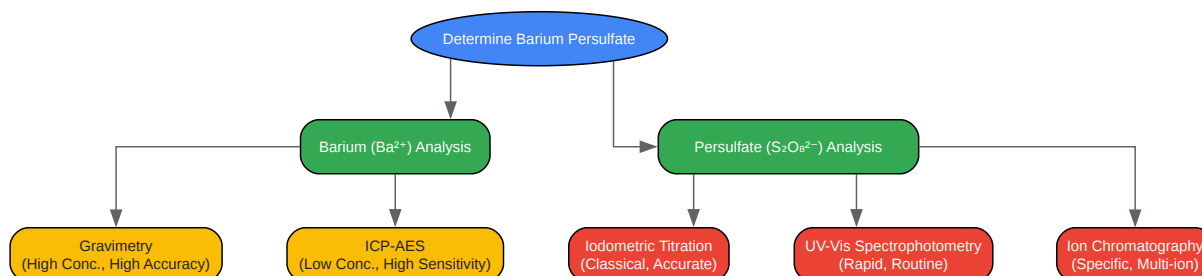 Determine Barium Persulfate
Barium (Ba²⁺) Analysis
Persulfate (S₂O₈²⁻) Analysis
Gravimetry
(High Conc., High Accuracy)
ICP-AES
(Low Conc., High Sensitivity)
Iodometric Titration
(Classical, Accurate)
UV-Vis Spectrophotometry
(Rapid, Routine)
Ion Chromatography
(Specific, Multi-ion)